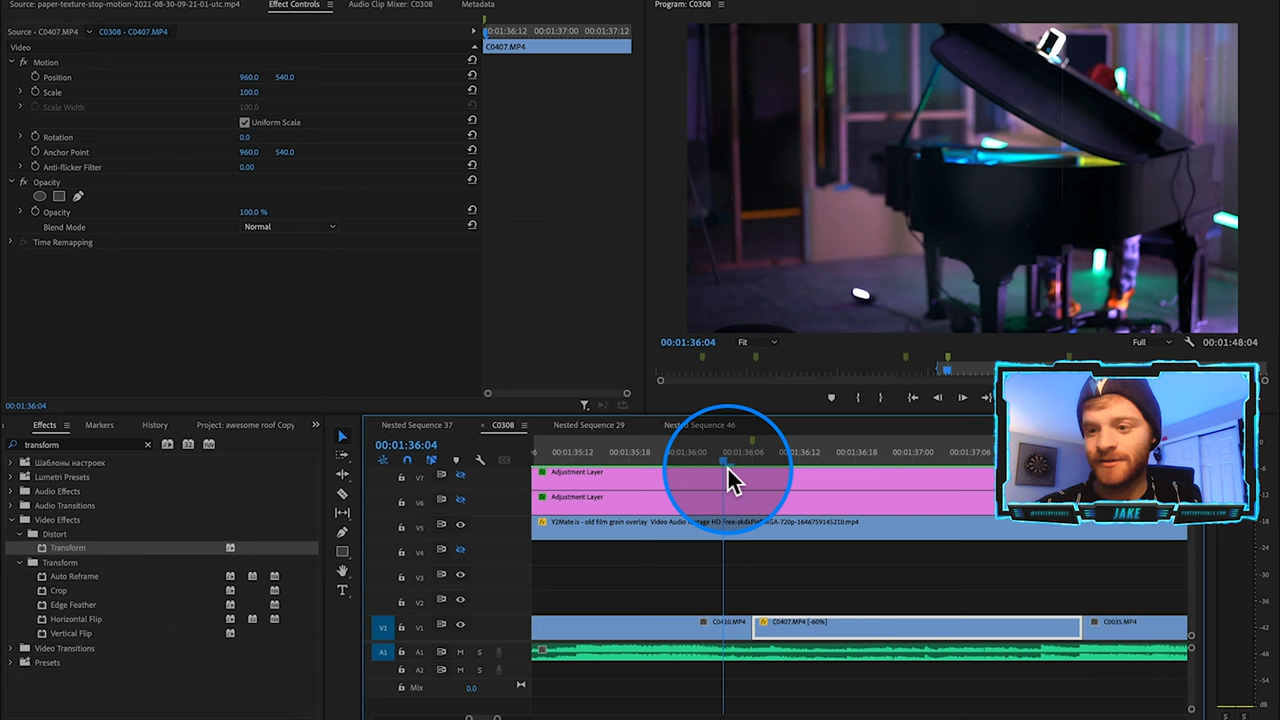 Source: paper-texture-stop-motion-2021-08-30-09-21-01-utc.mp4
Effect Controls
Audio Clip Mixer: C0308
Metadata
Program: C0308
Source · C0407.MP4
C0308 · C0407.MP4
0:01:36:12 00:01:37:00 00:01:37:12
Video
C0407.MP4
fx Motion
Position 960.0 540.0
Scale 100.0
Scale Width 100.0
Uniform Scale
Rotation 0.0
Anchor Point 960.0 540.0
Anti-flicker Filter 0.00
fx Opacity
Opacity 100.0 %
Blend Mode Normal
fx Time Remapping
00:01:36:04
00:01:36:04 Fit Full 00:01:48:04
Effects Markers History Project: awesome roof Copy
transform
Шаблоны настроек
Lumetri Presets
Audio Effects
Audio Transitions
Video Effects
Distort
Transform
Transform
Auto Reframe
Crop
Edge Feather
Horizontal Flip
Vertical Flip
Video Transitions
Presets
Nested Sequence 37 C0308 Nested Sequence 29 Nested Sequence 46
00:01:36:04
00:01:35:12 00:01:35:18 00:01:36:00 00:01:36:06 00:01:36:12 00:01:36:18 00:01:37:00 00:01:37:06
V7 Adjustment Layer
V6 Adjustment Layer
V5
V4
V3
V2
V1 V1 C0410.MP4 fx C0407.MP4 [-60%] C0035.MP4
A1 A1 M S
A2 M S
Mix 0.0
T
JAKE
-36
-42
-48
-54
dB
S S